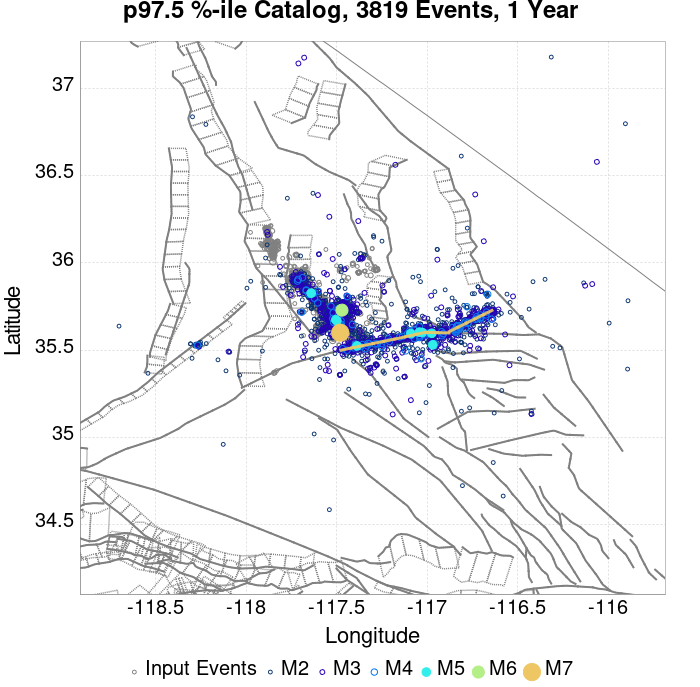 p97.5 %-ile Catalog, 3819 Events, 1 Year
37
36.5
36
35.5
35
34.5
Latitude
-118.5 -118 -117.5 -117 -116.5 -116
Longitude
Input Events M2 M3 M4 M5 M6 M7